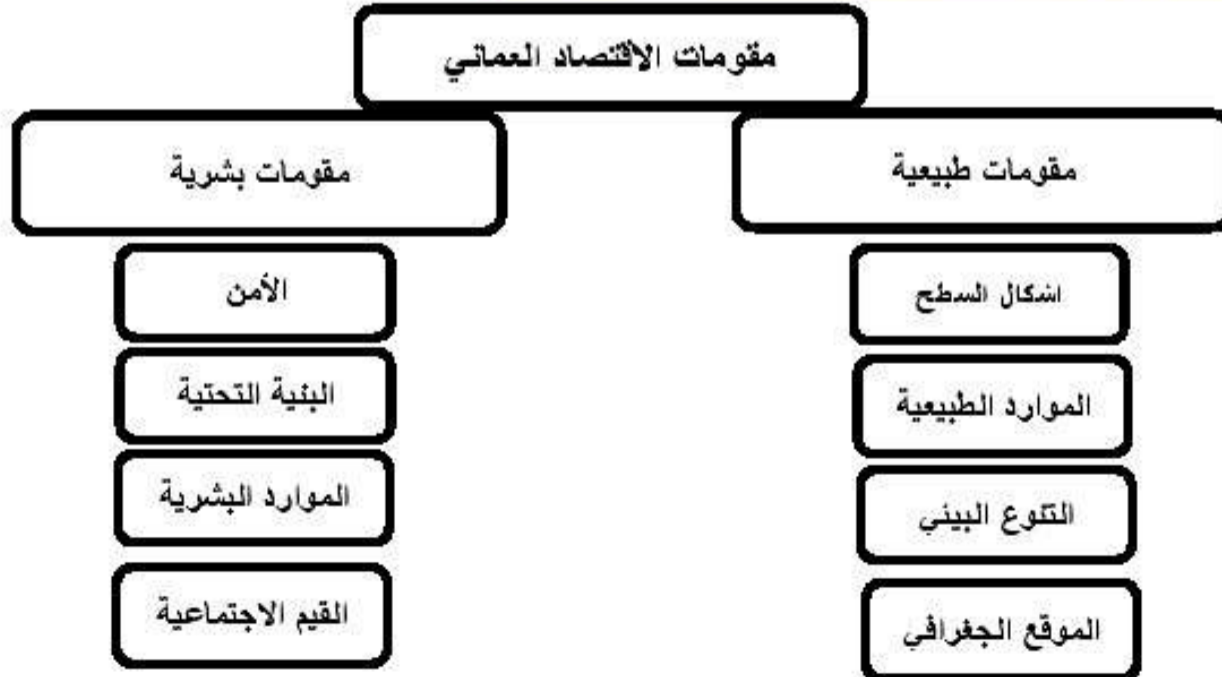 مقومات الاقتصاد العماني
مقومات طبيعية
مقومات بشرية
اشكال السطح
الموارد الطبيعية
التنوع البيئي
الموقع الجغرافي
الأمن
البنية التحتية
الموارد البشرية
القيم الاجتماعية